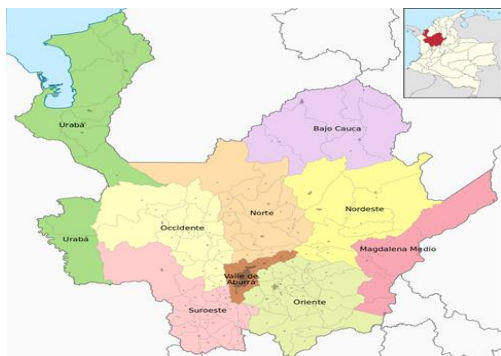 Urabá
Bajo Cauca
Urabá
Occidente
Norte
Nordeste
Magdalena Medio
Valle de
Aburrá
Suroeste
Oriente